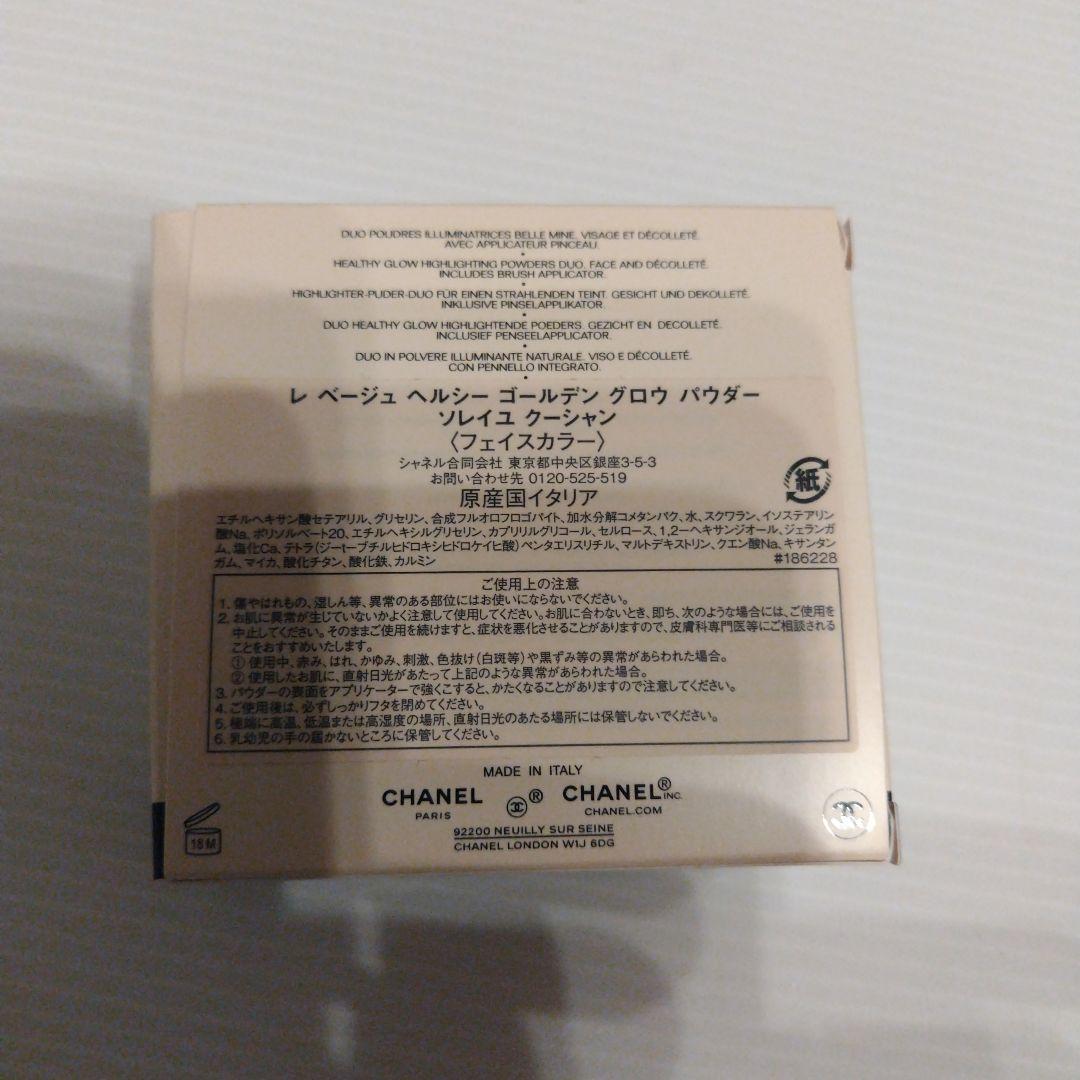 DUO POUDRES ILLUMINATRICES BELLE MINE. VISAGE ET DÉCOLLETÉ.
AVEC APPLICATEUR PINCEAU.
•
HEALTHY GLOW HIGHLIGHTING POWDERS DUO. FACE AND DÉCOLLETÉ.
INCLUDES BRUSH APPLICATOR.
•
HIGHLIGHTER-PUDER-DUO FÜR EINEN STRAHLENDEN TEINT. GESICHT UND DEKOLLETÉ.
INKLUSIVE PINSELAPPLIKATOR.
•
DUO HEALTHY GLOW HIGHLIGHTENDE POEDERS. GEZICHT EN DECOLLETÉ.
INCLUSIEF PENSEELAPPLICATOR.
•
DUO IN POLVERE ILLUMINANTE NATURALE. VISO E DÉCOLLETÉ.
CON PENNELLO INTEGRATO.
•
レ ベージュ ヘルシー ゴールデン グロウ パウダー
ソレイユ クーシャン
〈フェイスカラー〉
シャネル合同会社 東京都中央区銀座3-5-3
お問い合わせ先 0120-525-519
原産国イタリア
紙
エチルヘキサン酸セテアリル、グリセリン、合成フルオロフロゴパイト、加水分解コメタンパク、水、スクワラン、イソステアリン
酸Na、ポリソルベート20、エチルヘキシルグリセリン、カプリリルグリコール、セルロース、1,2ーヘキサンジオール、ジェランガ
ム、塩化Ca、テトラ(ジーtーブチルヒドロキシヒドロケイヒ酸)ペンタエリスリチル、マルトデキストリン、クエン酸Na、キサンタン
ガム、マイカ、酸化チタン、酸化鉄、カルミン #186228
ご使用上の注意
1. 傷やはれもの、湿しん等、異常のある部位にはお使いにならないでください。
2. お肌に異常が生じていないかよく注意して使用してください。お肌に合わないとき、即ち、次のような場合には、ご使用を
中止してください。そのままご使用を続けますと、症状を悪化させることがありますので、皮膚科専門医等にご相談される
ことをおすすめいたします。
① 使用中、赤み、はれ、かゆみ、刺激、色抜け(白斑等)や黒ずみ等の異常があらわれた場合。
② 使用したお肌に、直射日光があたって上記のような異常があらわれた場合。
3. パウダーの表面をアプリケーターで強くこすると、かたくなることがありますので注意してください。
4. ご使用後は、必ずしっかりフタを閉めてください。
5. 極端に高温、低温または高湿度の場所、直射日光のあたる場所には保管しないでください。
6. 乳幼児の手の届かないところに保管してください。
MADE IN ITALY
CHANEL ® CHANEL® INC.
PARIS CHANEL.COM
92200 NEUILLY SUR SEINE
CHANEL LONDON W1J 6DG
18 M